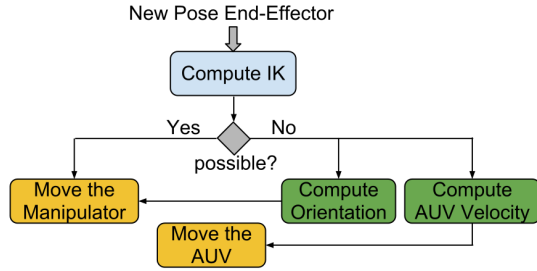 New Pose End-Effector
Compute IK
Yes
No
possible?
Move the
Manipulator
Compute
Orientation
Compute
AUV Velocity
Move the
AUV